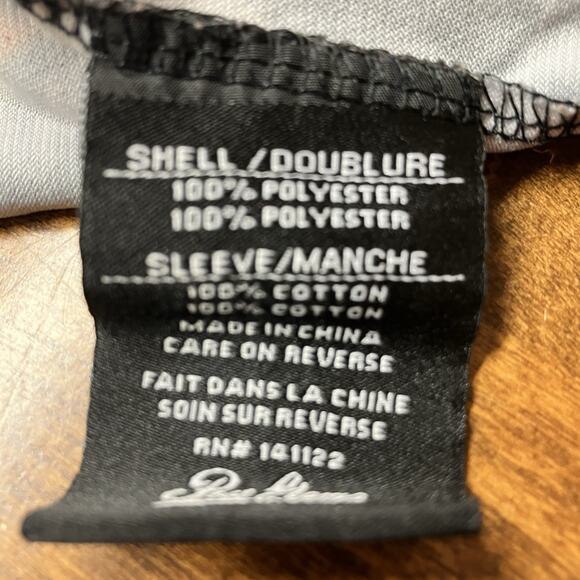 SHELL/DOUBLURE
100% POLYESTER
100% POLYESTER
SLEEVE/MANCHE
100% COTTON
100% COTTON
MADE IN CHINA
CARE ON REVERSE
FAIT DANS LA CHINE
SOIN SUR REVERSE
RN# 141122